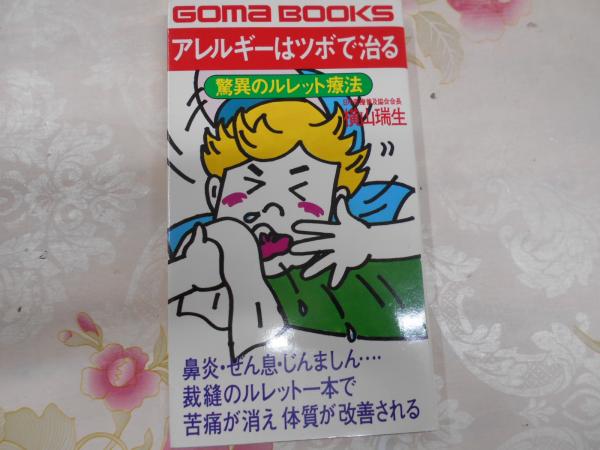 GOMA BOOKS
アレルギーはツボで治る
驚異のルレット療法
横山瑞生
鼻炎・ぜん息・じんましん‥‥
裁縫のルレット一本で
苦痛が消え 体質が改善される